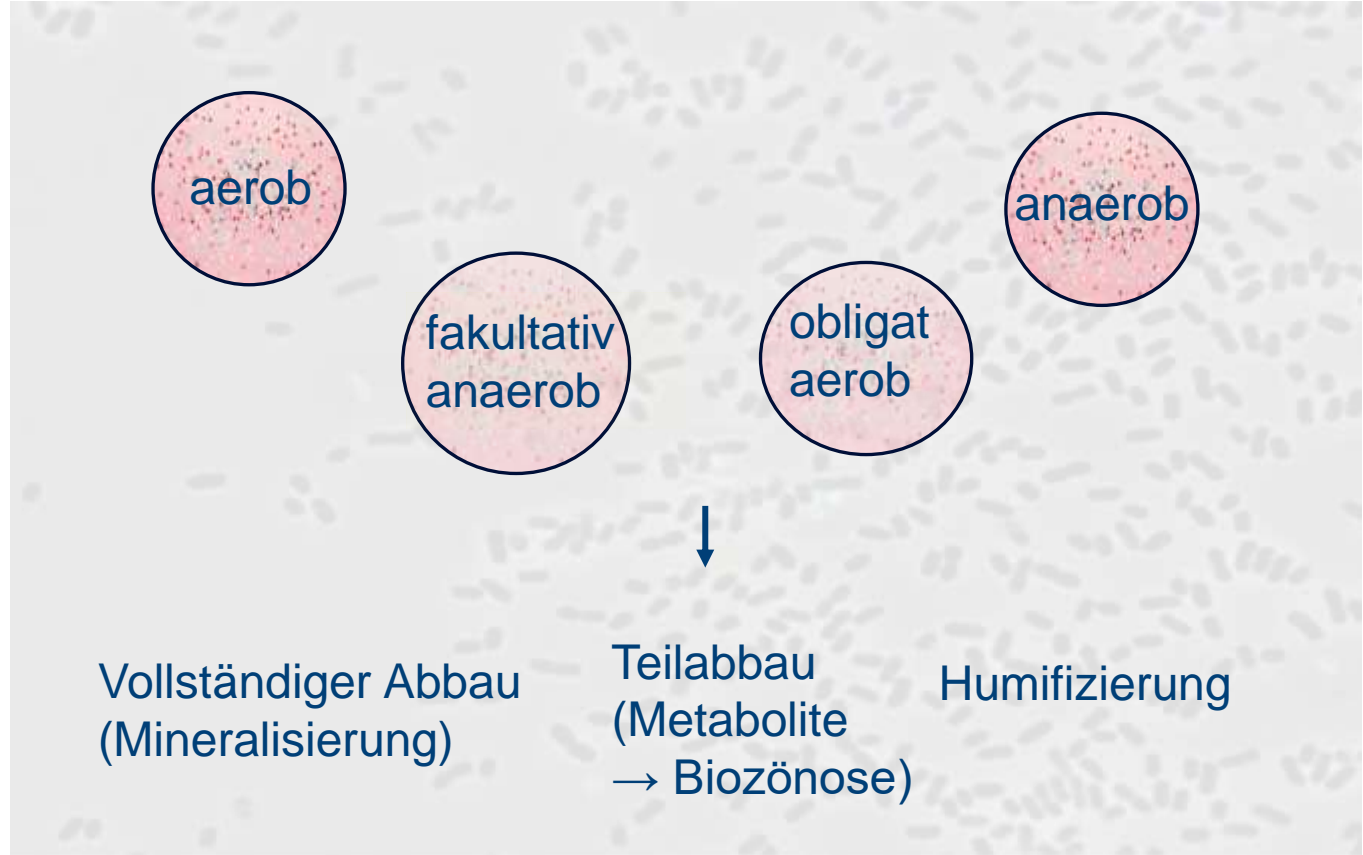 aerob
anaerob
fakultativ
anaerob
obligat
aerob
Vollständiger Abbau
(Mineralisierung)
Teilabbau
(Metabolite
→ Biozönose)
Humifizierung